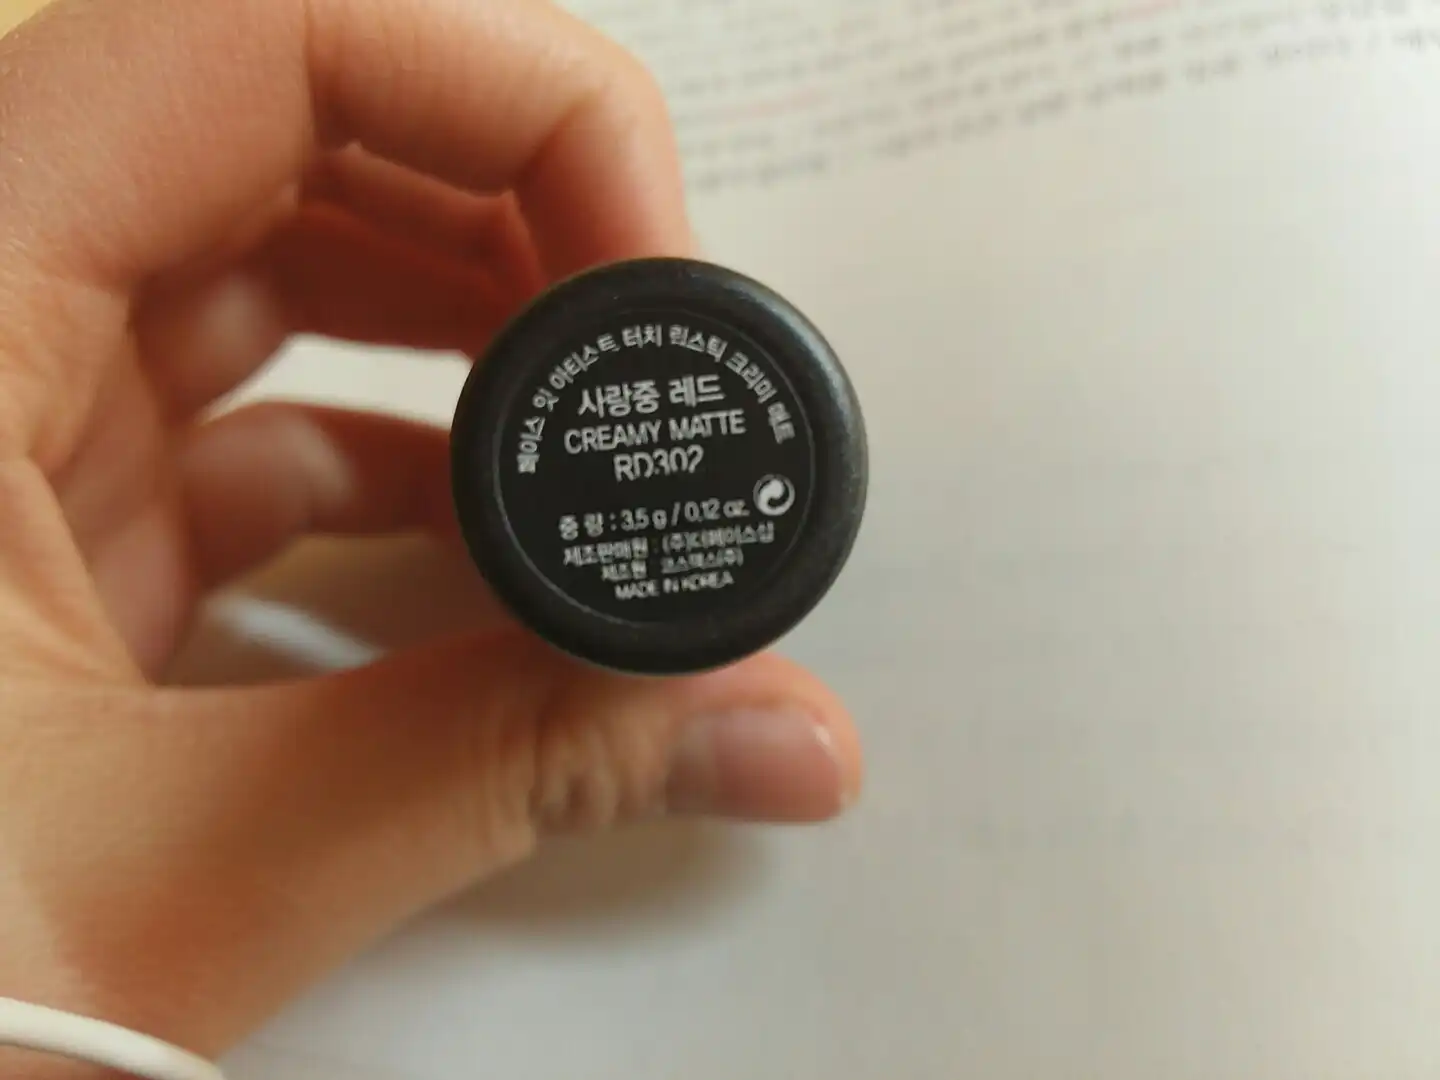 페이스 잇 아티스트 터치 립스틱 크리미 매트
사랑중 레드
CREAMY MATTE
RD302
중 량 : 3.5 g / 0.12 oz.
제조판매원 : (주)더페이스샵
제조원 : 코스맥스(주)
MADE IN KOREA